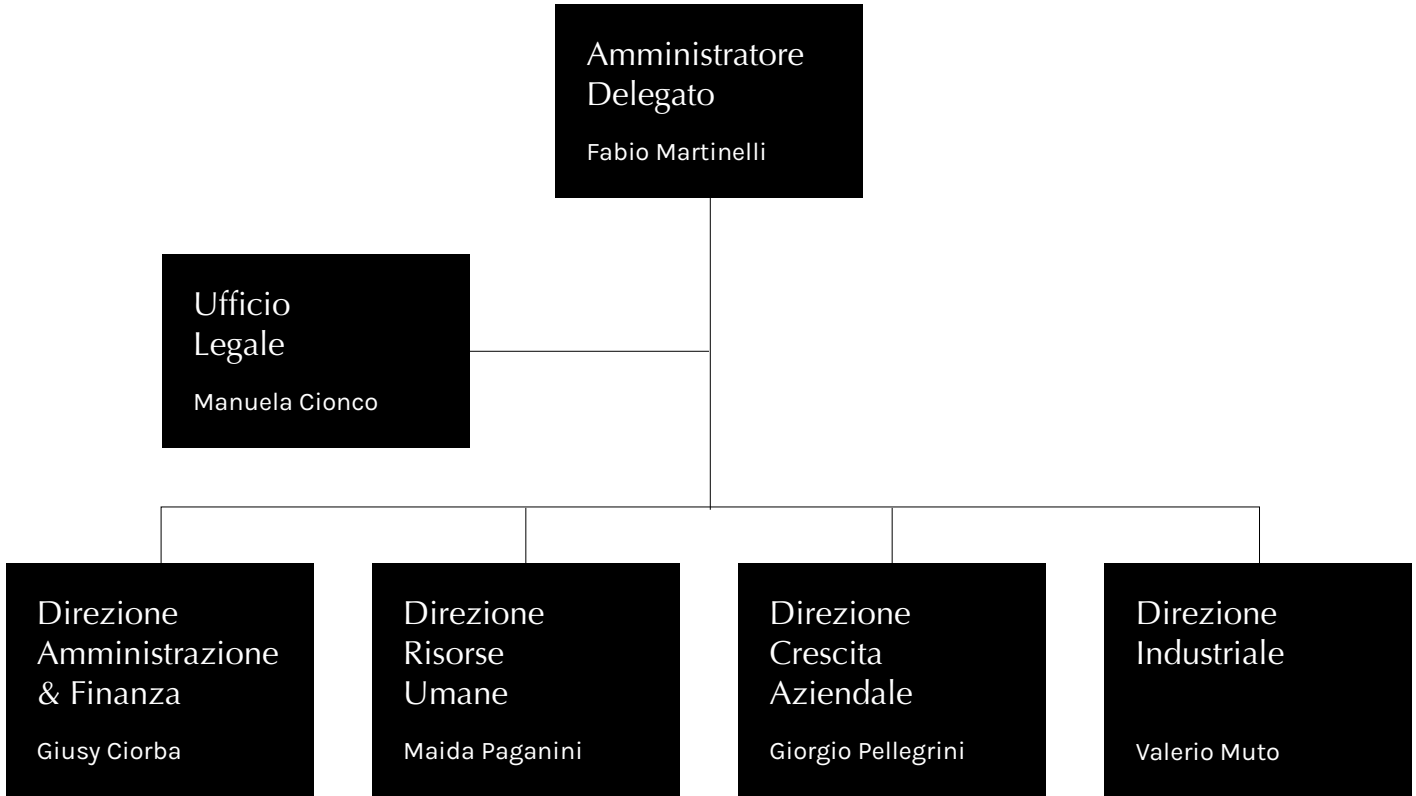 Amministratore
Delegato
Fabio Martinelli
Ufficio
Legale
Manuela Cionco
Direzione
Amministrazione
& Finanza
Giusy Ciorba
Direzione
Risorse
Umane
Maida Paganini
Direzione
Crescita
Aziendale
Giorgio Pellegrini
Direzione
Industriale
Valerio Muto